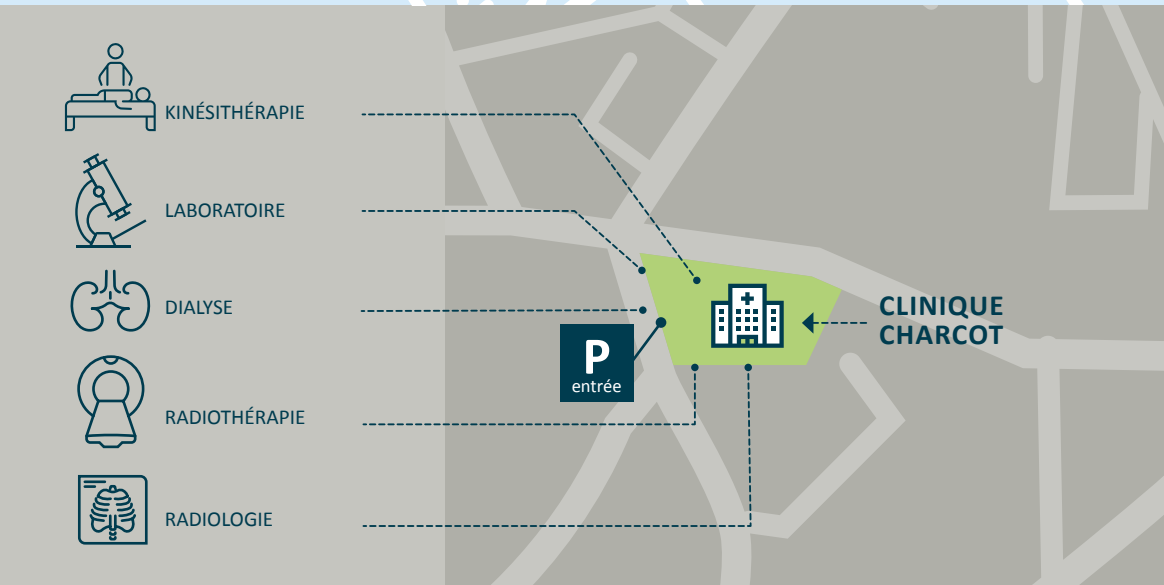 KINÉSITHÉRAPIE
LABORATOIRE
DIALYSE
RADIOTHÉRAPIE
RADIOLOGIE
P
entrée
CLINIQUE
CHARCOT